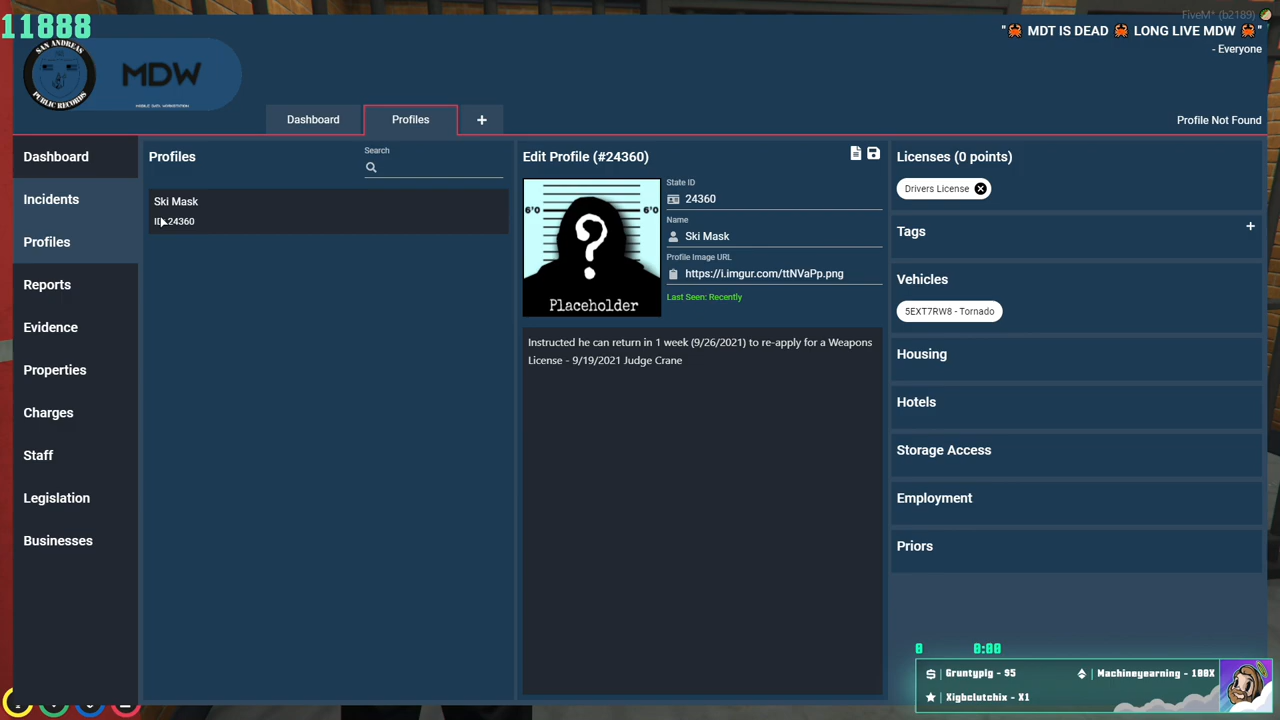 11888
FiveM* (b2189)
" 🦀 MDT IS DEAD 🦀 LONG LIVE MDW 🦀 "
- Everyone
SAN ANDREAS
PUBLIC RECORDS
MDW
MOBILE DATA WORKSTATION
Dashboard
Profiles
+
Profile Not Found
Dashboard
Incidents
Profiles
Reports
Evidence
Properties
Charges
Staff
Legislation
Businesses
Profiles
Search
Ski Mask
ID: 24360
Edit Profile (#24360)
6'0
6'0
?
Placeholder
State ID
24360
Name
Ski Mask
Profile Image URL
https://i.imgur.com/ttNVaPp.png
Last Seen: Recently
Instructed he can return in 1 week (9/26/2021) to re-apply for a Weapons
License - 9/19/2021 Judge Crane
Licenses (0 points)
Drivers License
Tags
+
Vehicles
5EXT7RW8 - Tornado
Housing
Hotels
Storage Access
Employment
Priors
0 0:00
Gruntypig - $5
Machineyearning - 100X
Xigbclutchix - X1